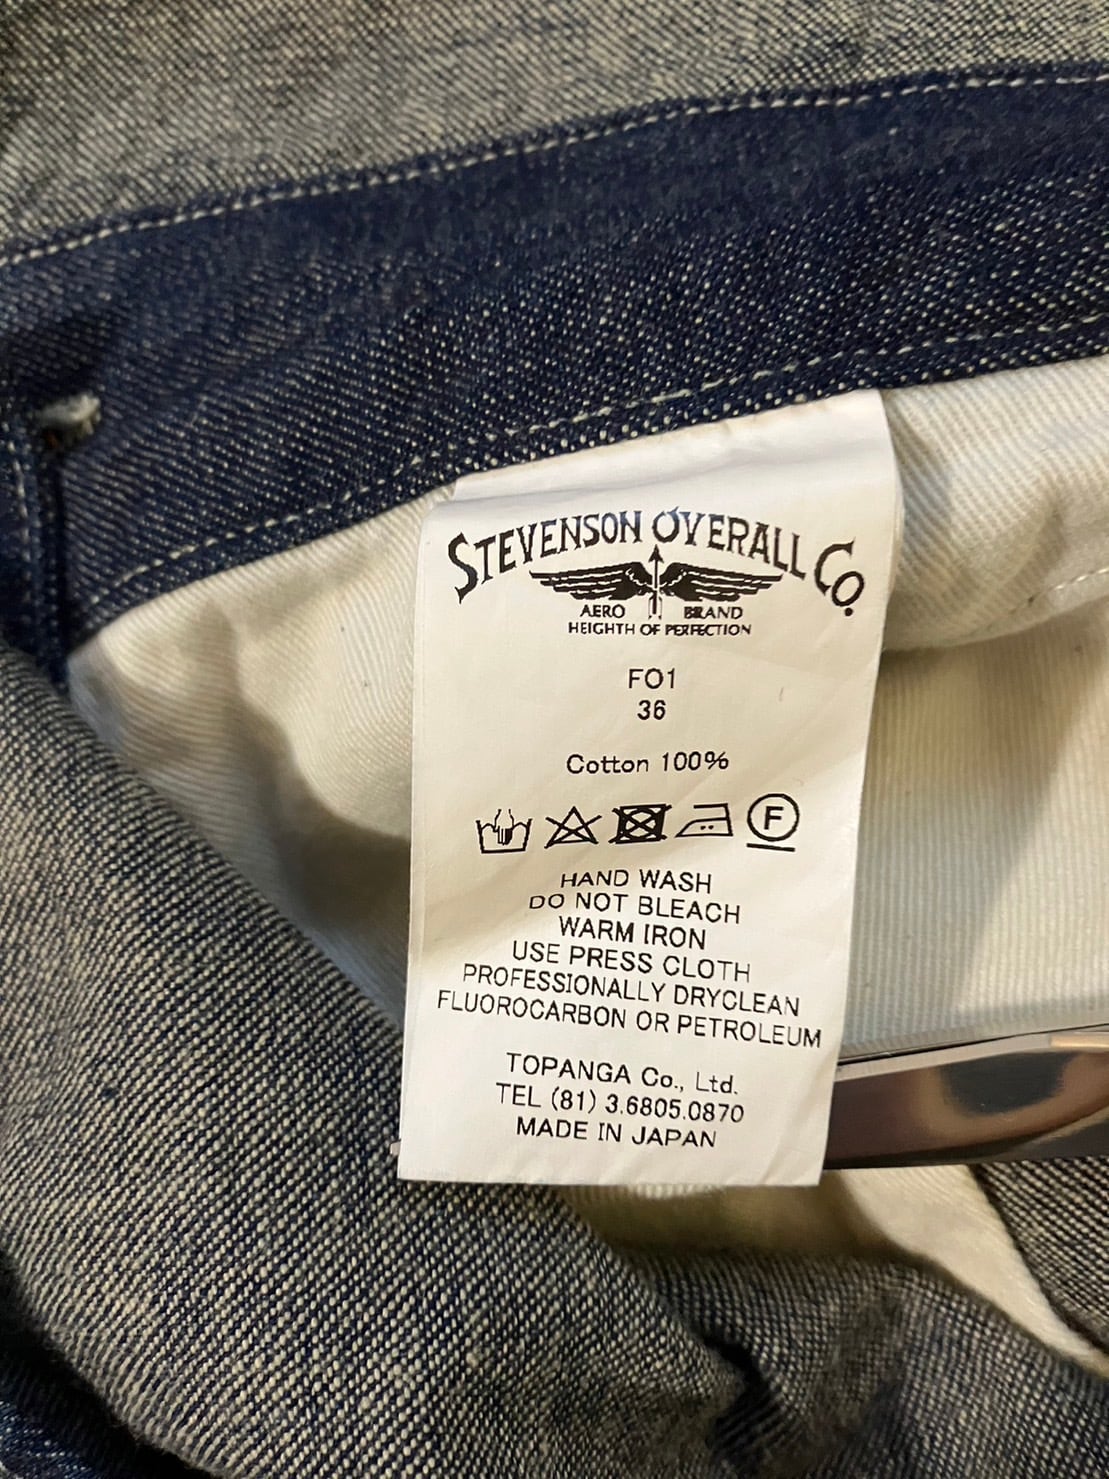 STEVENSON OVERALL CO.
AERO BRAND
HEIGHTH OF PERFECTION
FO1
36
Cotton 100%
F
HAND WASH
DO NOT BLEACH
WARM IRON
USE PRESS CLOTH
PROFESSIONALLY DRYCLEAN
FLUOROCARBON OR PETROLEUM
TOPANGA Co., Ltd.
TEL (81) 3.6805.0870
MADE IN JAPAN